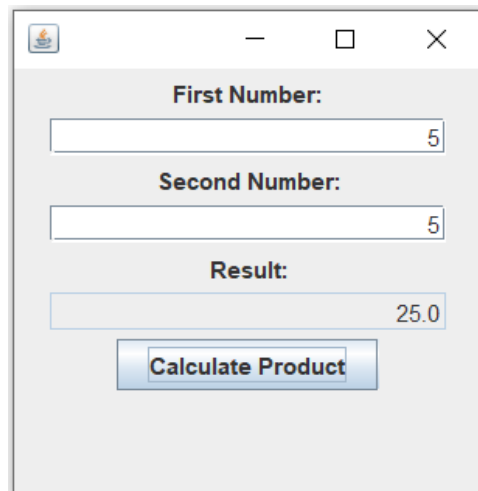 First Number:
5
Second Number:
5
Result:
25.0
Calculate Product